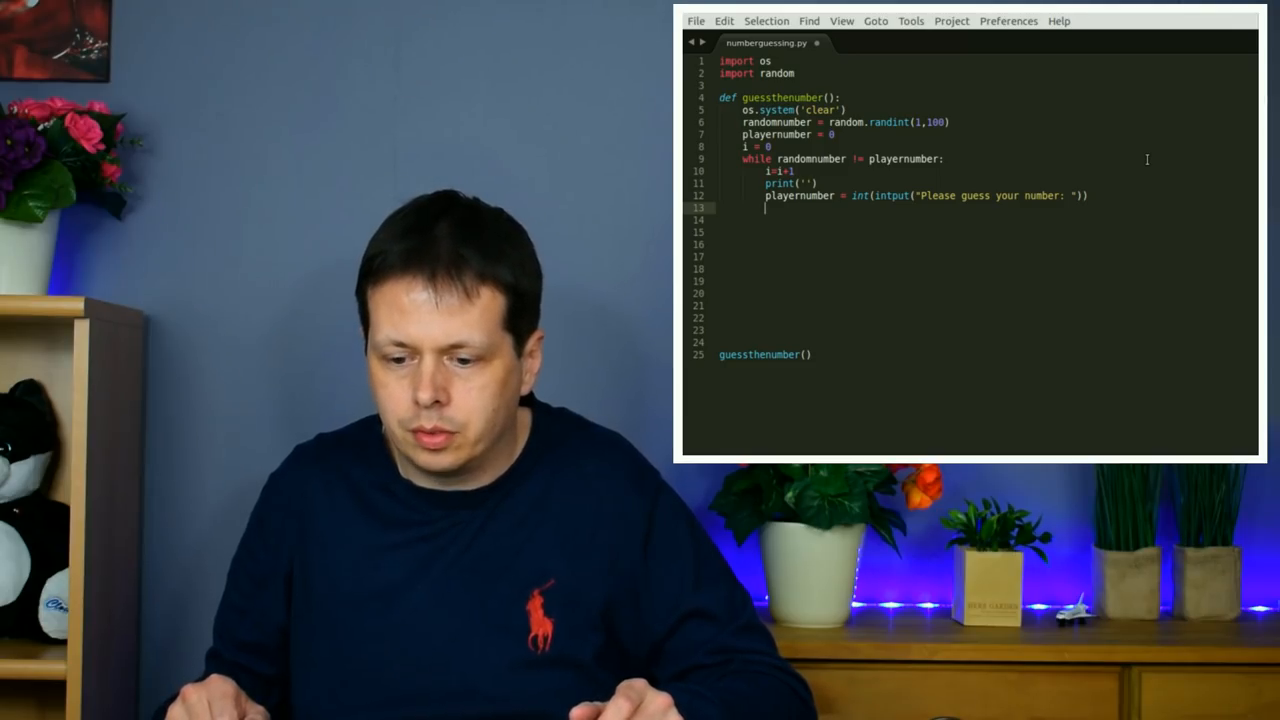 File Edit Selection Find View Goto Tools Project Preferences Help
numberguessing.py
1 import os
2 import random
3
4 def guessthenumber():
5 os.system('clear')
6 randomnumber = random.randint(1,100)
7 playernumber = 0
8 i = 0
9 while randomnumber != playernumber:
10 i=i+1
11 print('')
12 playernumber = int(intput("Please guess your number: "))
13
14
15
16
17
18
19
20
21
22
23
24
25 guessthenumber()
HERB GARDEN